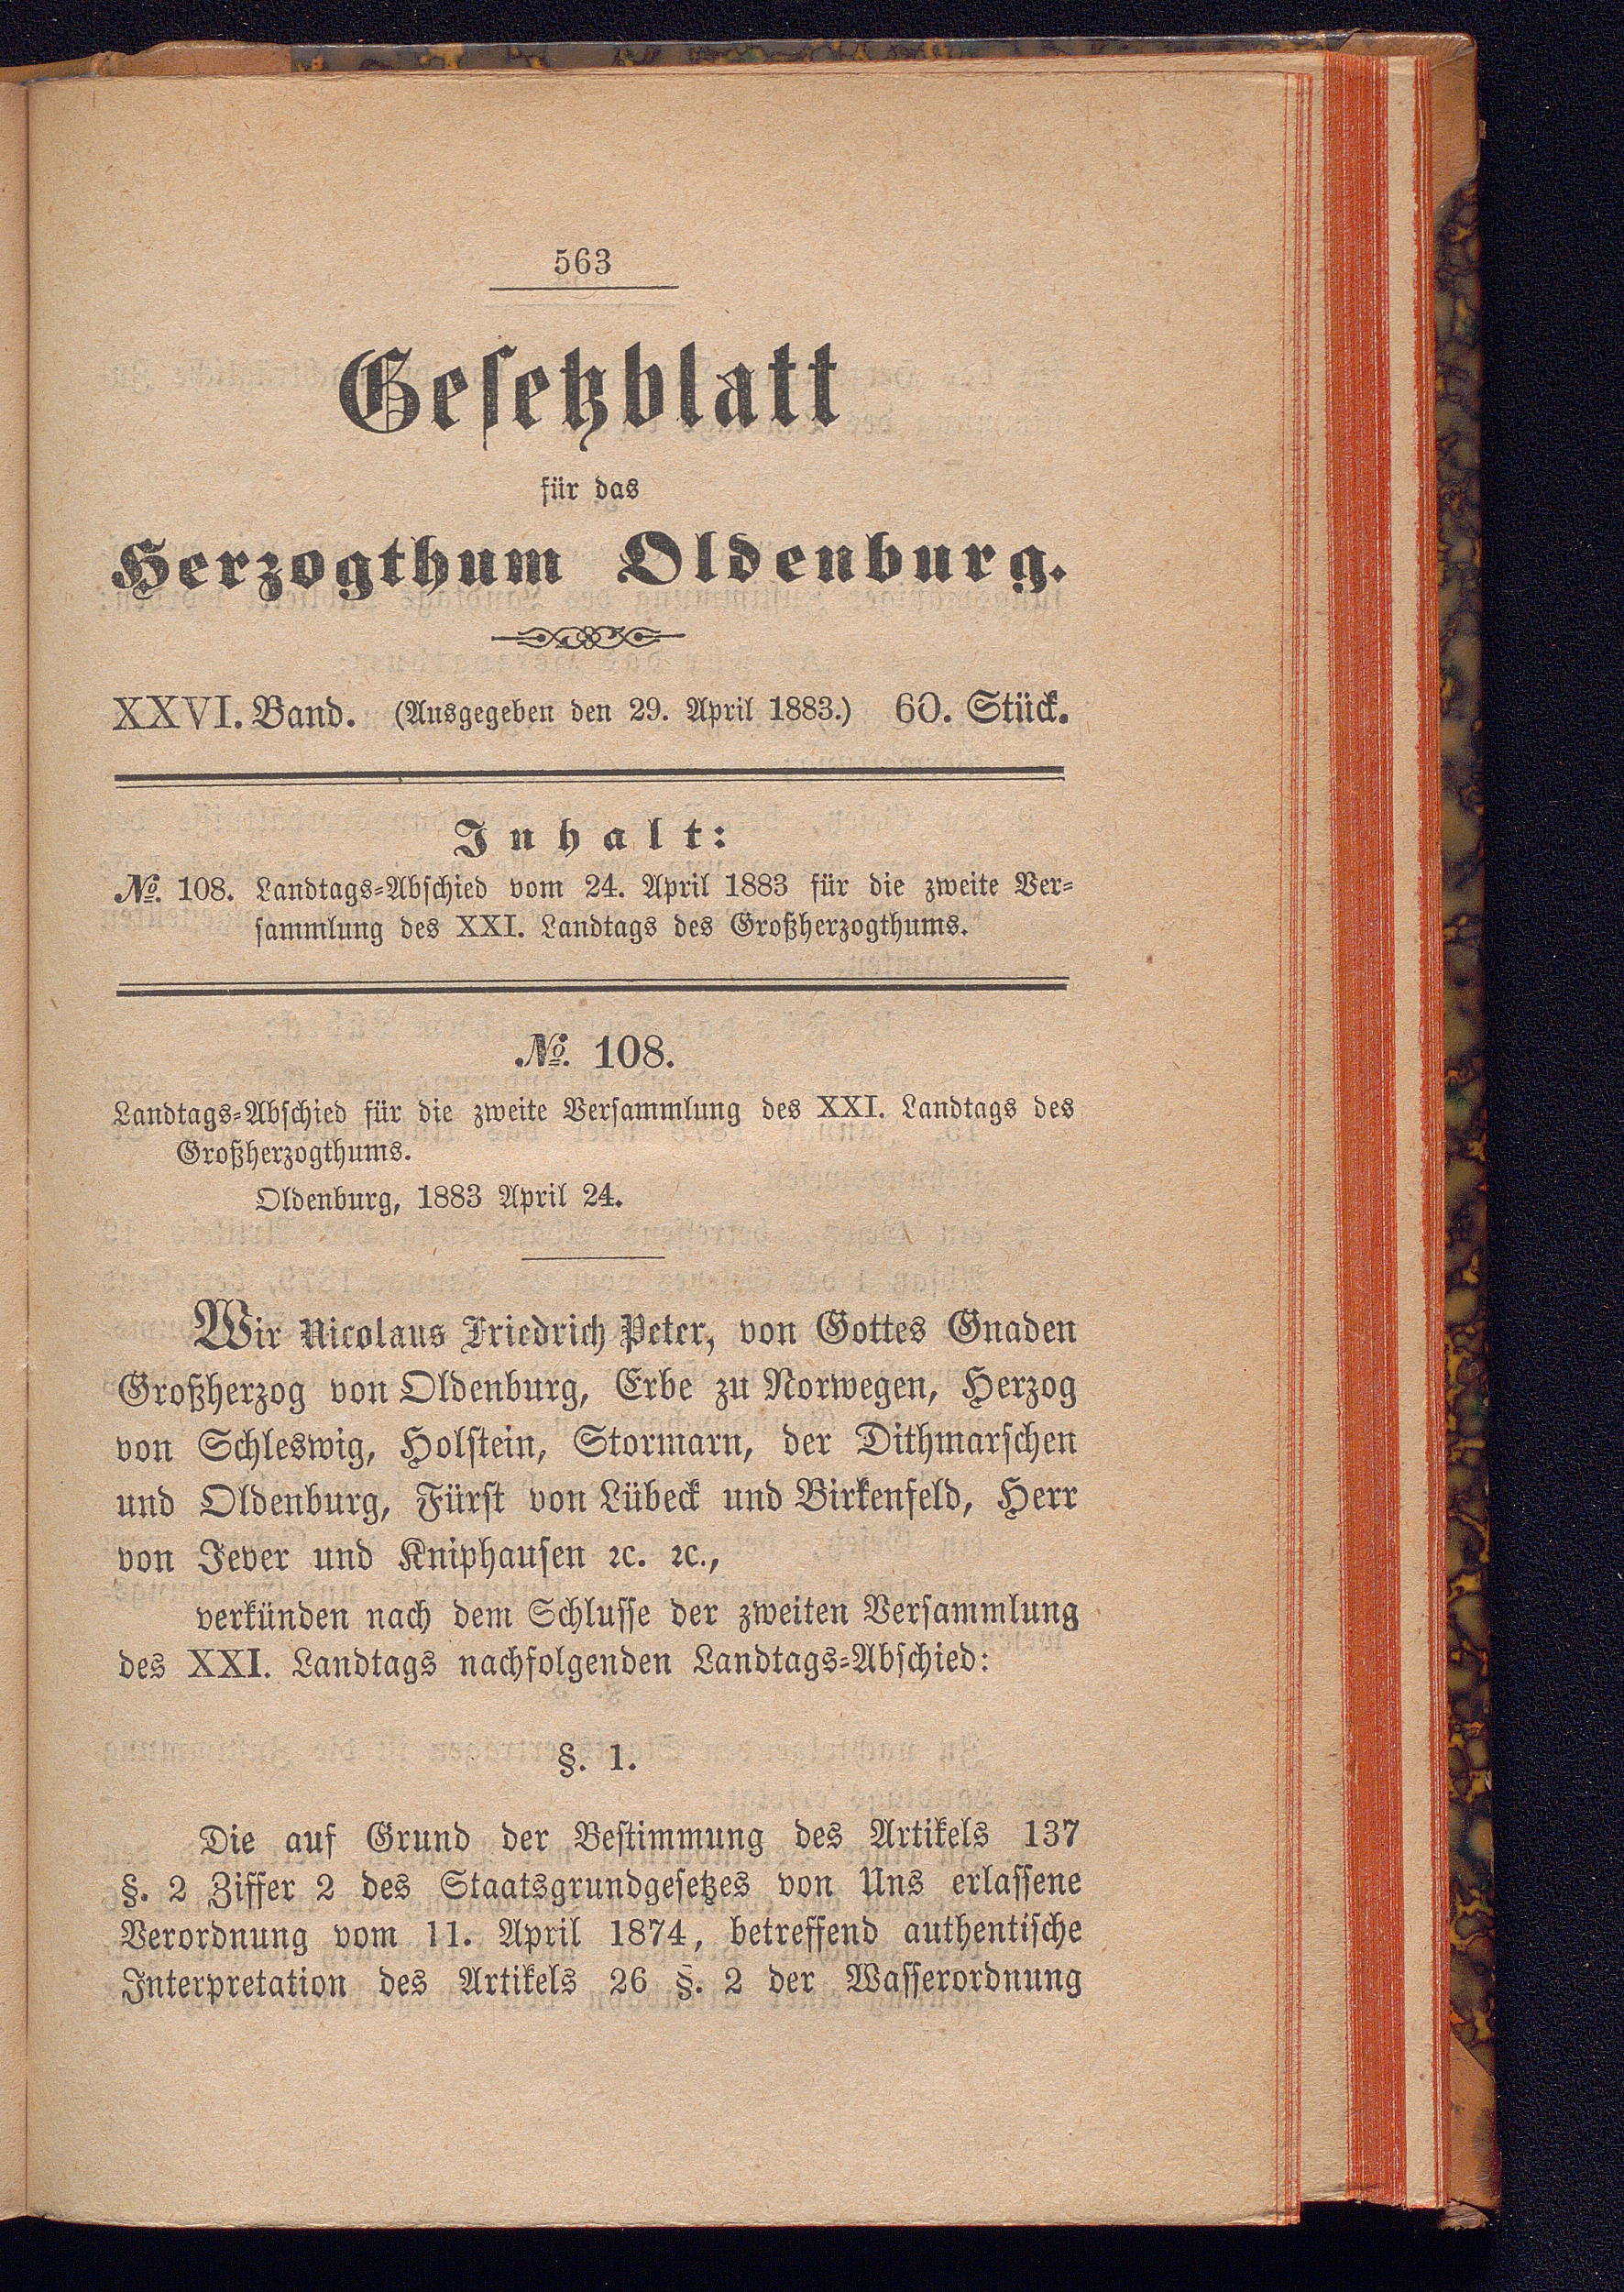 563
Gesetzblatt
für das
Herzogthum Oldenburg.
XXVI. Band. (Ausgegeben den 29. April 1883.) 60. Stück.
Inhalt:
№. 108. Landtags-Abschied vom 24. April 1883 für die zweite Ver-
sammlung des XXI. Landtags des Großherzogthums.
№. 108.
Landtags-Abschied für die zweite Versammlung des XXI. Landtags des
Großherzogthums.
Oldenburg, 1883 April 24.
Wir Nicolaus Friedrich Peter, von Gottes Gnaden
Großherzog von Oldenburg, Erbe zu Norwegen, Herzog
von Schleswig, Holstein, Stormarn, der Dithmarschen
und Oldenburg, Fürst von Lübeck und Birkenfeld, Herr
von Jever und Kniphausen ꝛc. ꝛc.,
verkünden nach dem Schlusse der zweiten Versammlung
des XXI. Landtags nachfolgenden Landtags-Abschied:
§. 1.
Die auf Grund der Bestimmung des Artikels 137
§. 2 Ziffer 2 des Staatsgrundgesetzes von Uns erlassene
Verordnung vom 11. April 1874, betreffend authentische
Interpretation des Artikels 26 §. 2 der Wasserordnung